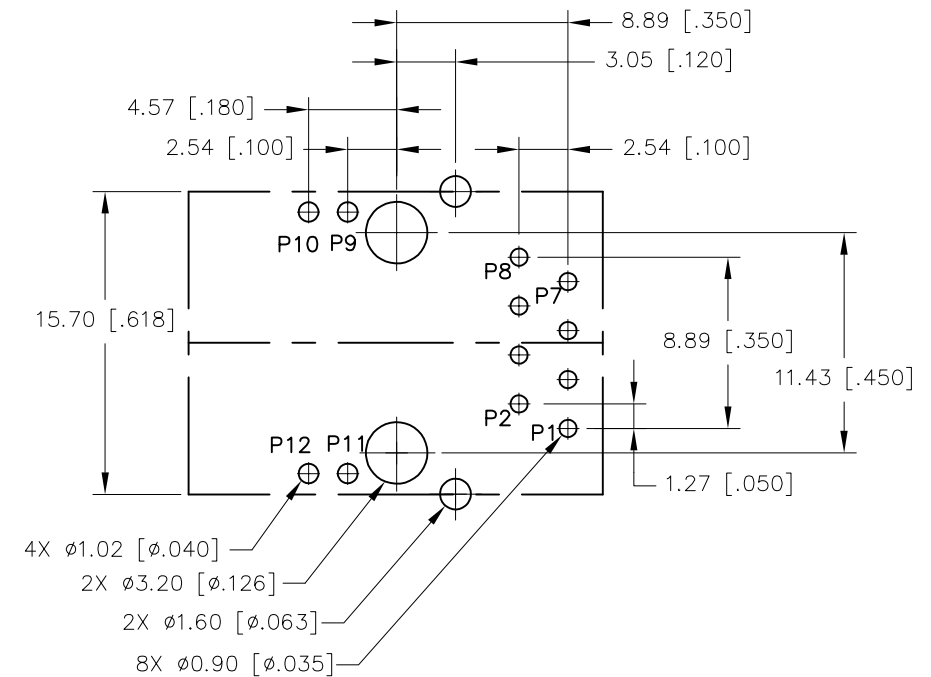 8.89 [.350]
3.05 [.120]
4.57 [.180]
2.54 [.100]
2.54 [.100]
P10 P9
P8
P7
15.70 [.618]
8.89 [.350]
11.43 [.450]
P2
P1
P12 P11
1.27 [.050]
4X ø1.02 [ø.040]
2X ø3.20 [ø.126]
2X ø1.60 [ø.063]
8X ø0.90 [ø.035]